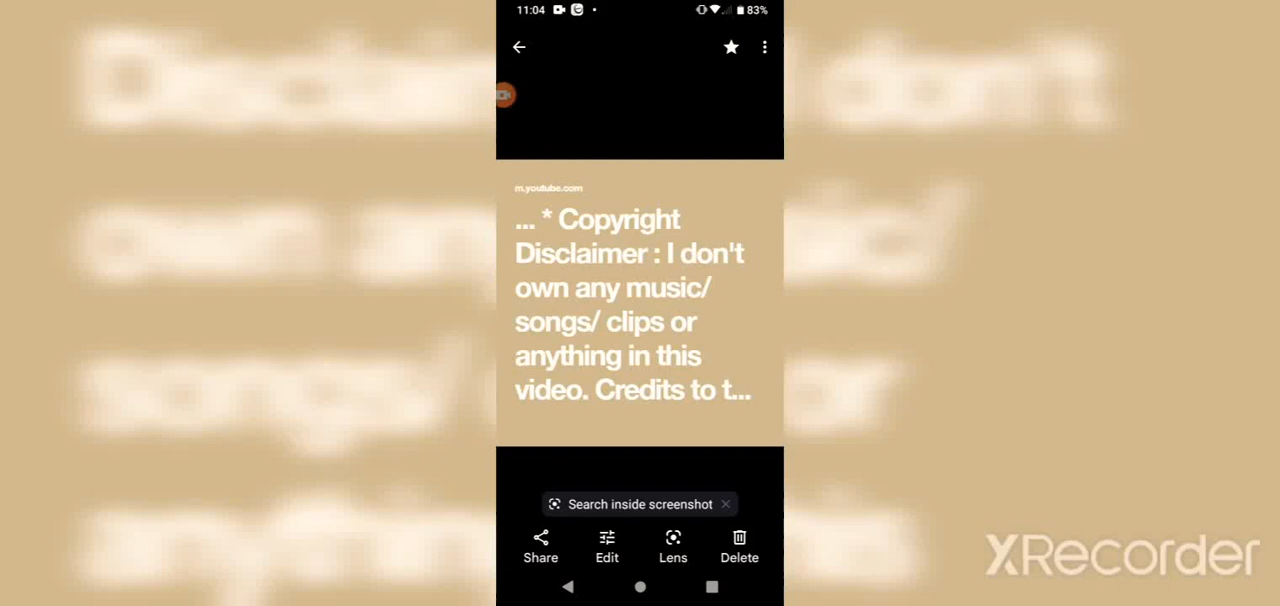 11:04
83%
m.youtube.com
... * Copyright
Disclaimer : I don't
own any music/
songs/ clips or
anything in this
video. Credits to t...
Search inside screenshot
Share Edit Lens Delete
XRecorder